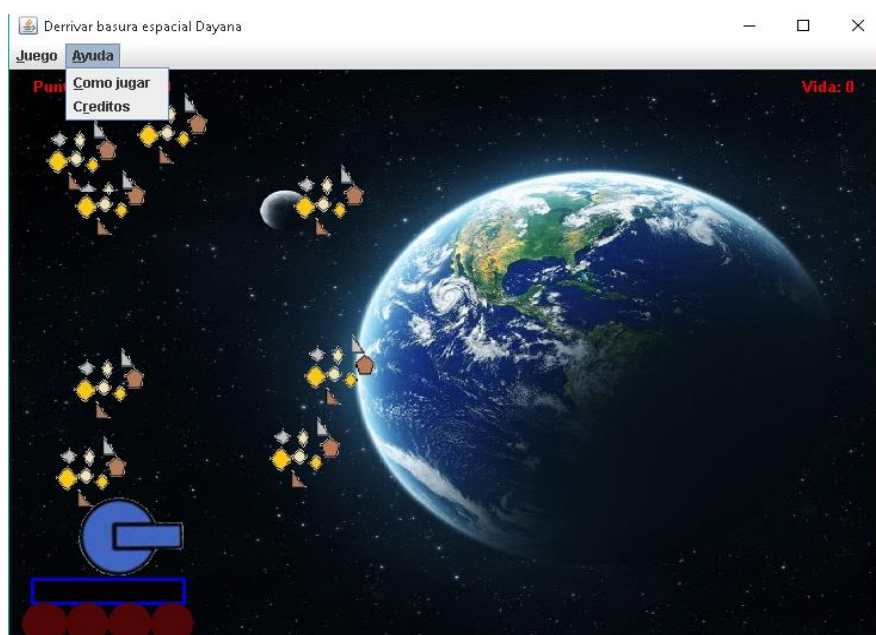 Derrivar basura espacial Dayana
Juego Ayuda
Como jugar
Creditos
Vida: 0